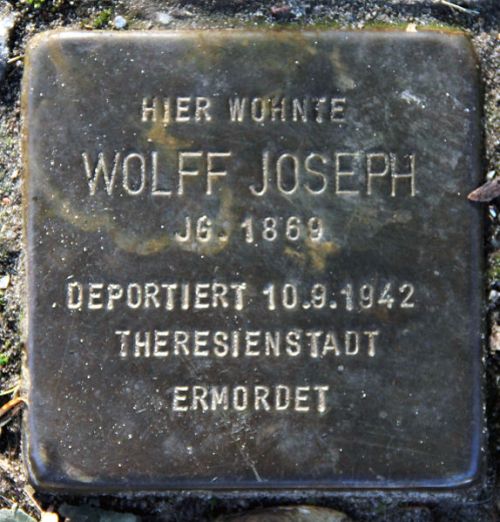 HIER WOHNTE
WOLFF JOSEPH
JG. 1869
DEPORTIERT 10.9.1942
THERESIENSTADT
ERMORDET